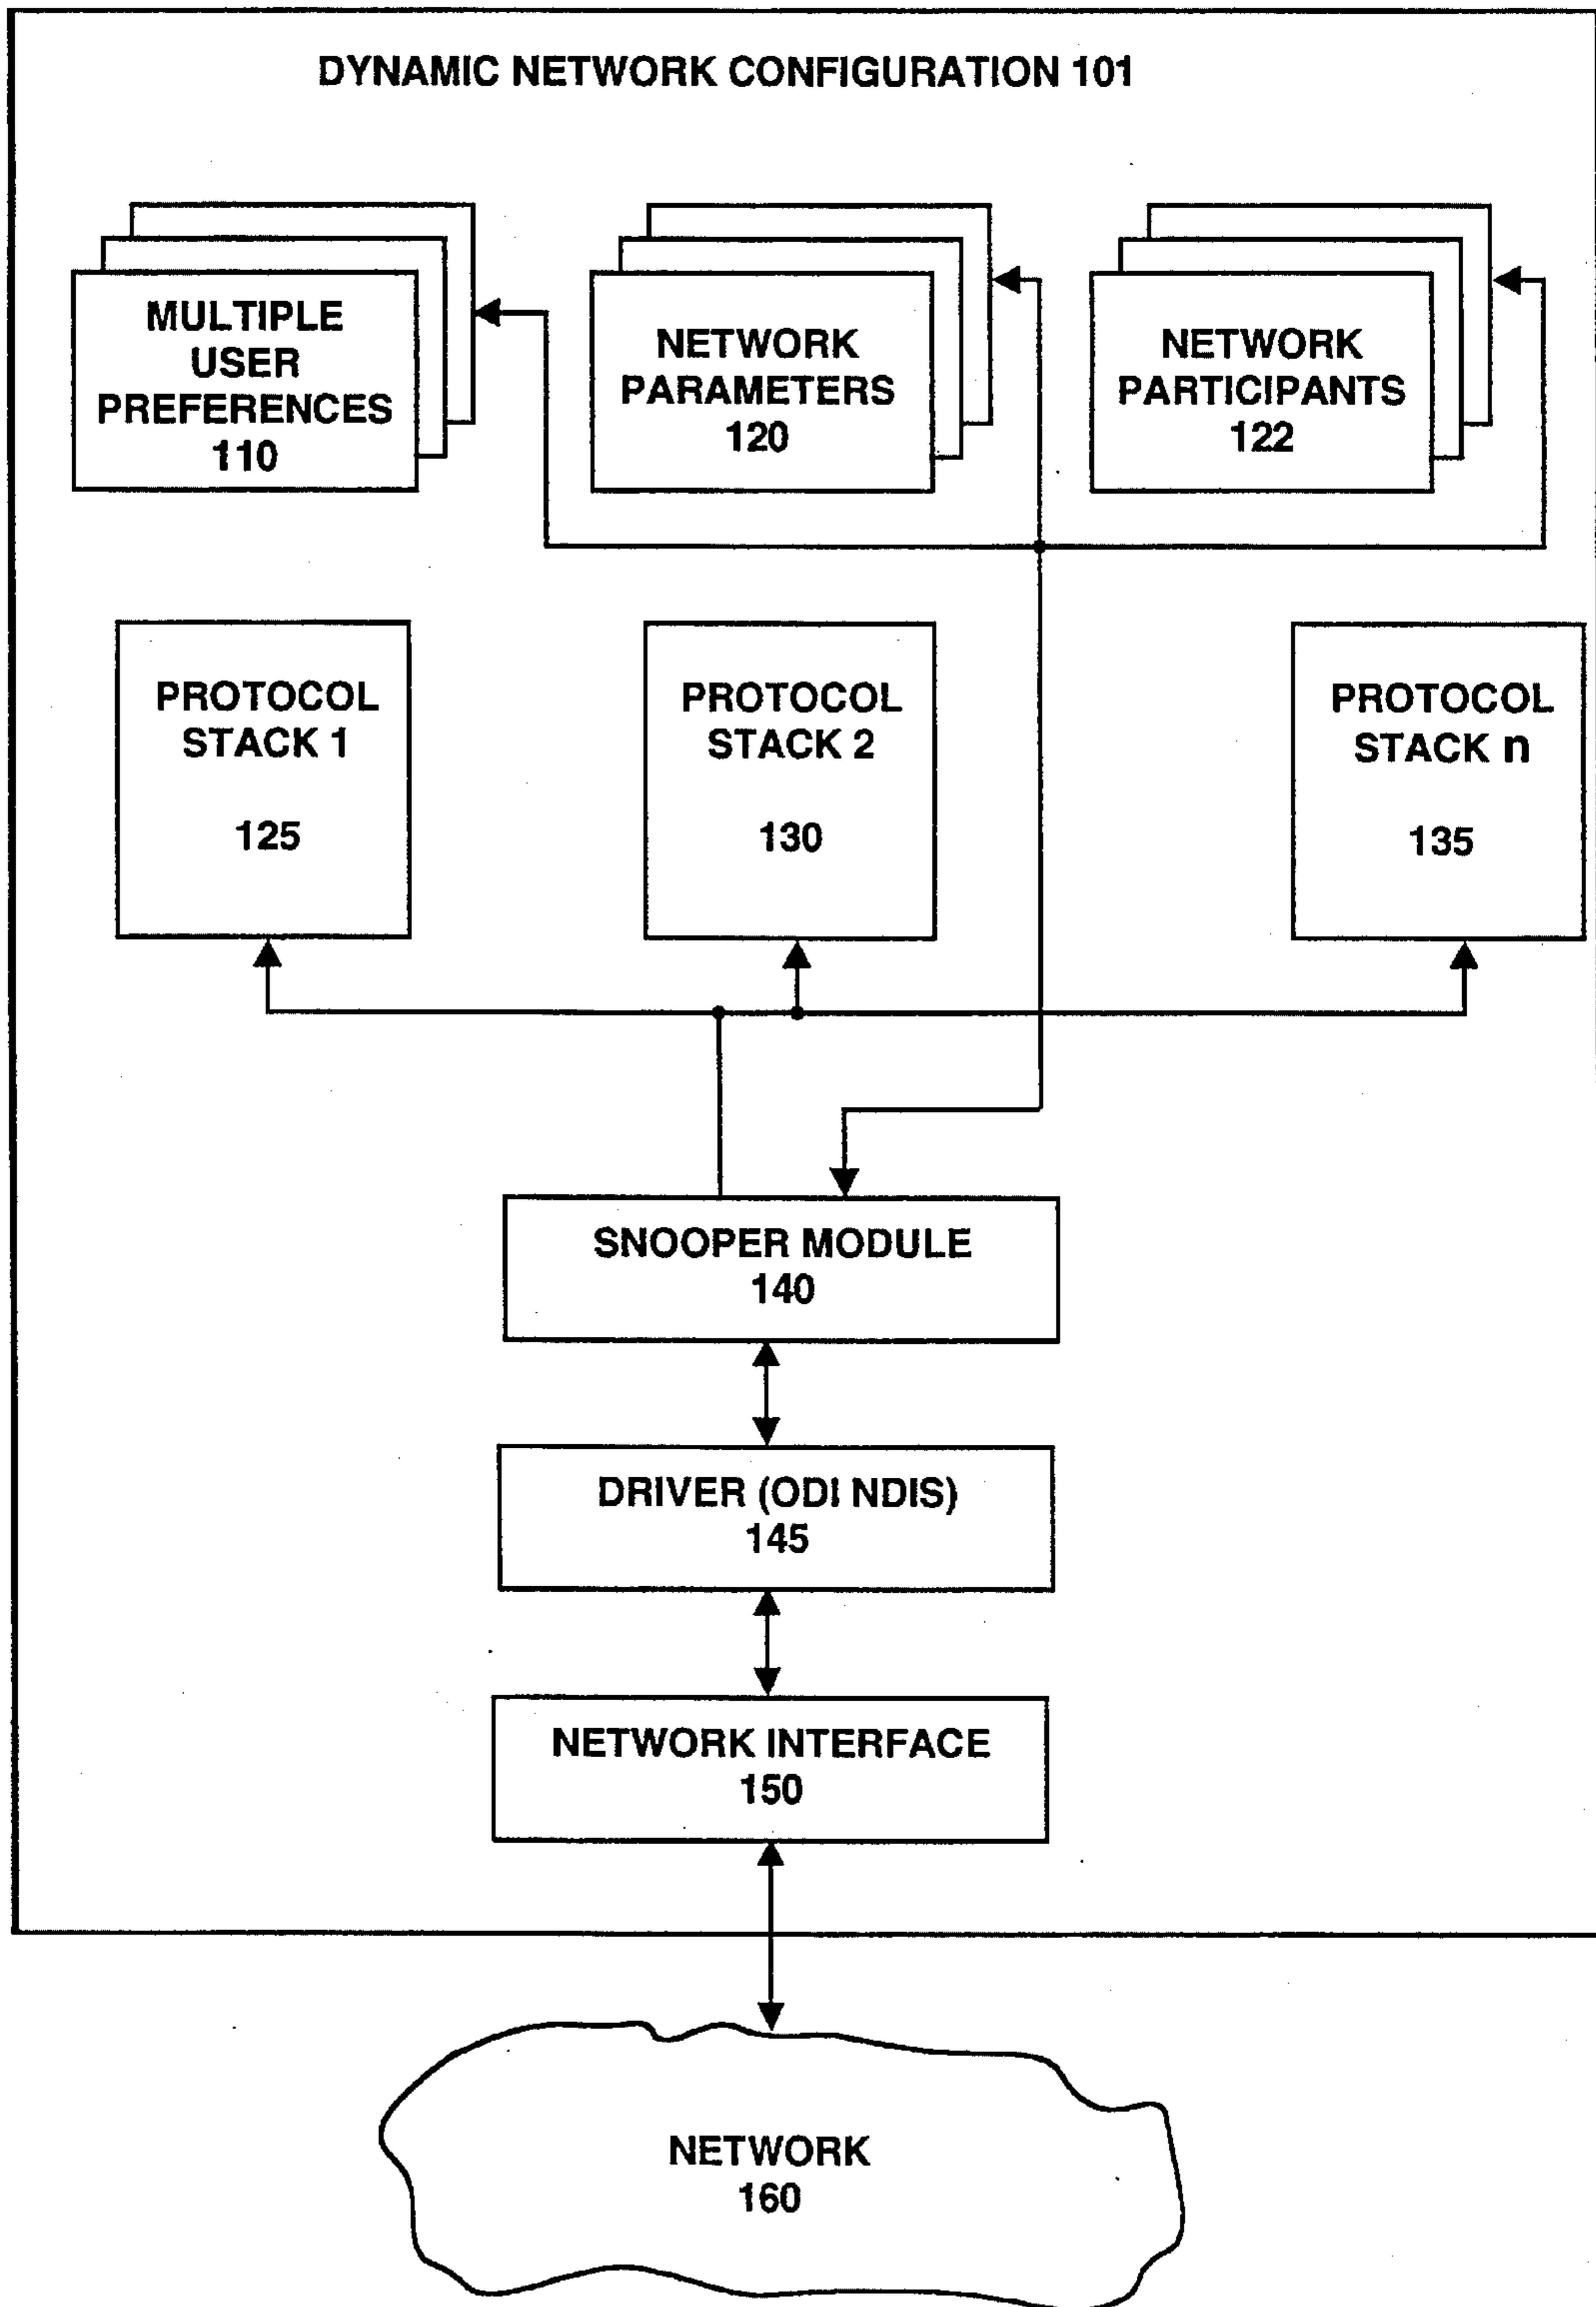 DYNAMIC NETWORK CONFIGURATION 101
MULTIPLE
USER
PREFERENCES
110
NETWORK
PARAMETERS
120
NETWORK
PARTICIPANTS
122
PROTOCOL
STACK 1
125
PROTOCOL
STACK 2
130
PROTOCOL
STACK n
135
SNOOPER MODULE
140
DRIVER (ODI NDIS)
145
NETWORK INTERFACE
150
NETWORK
160